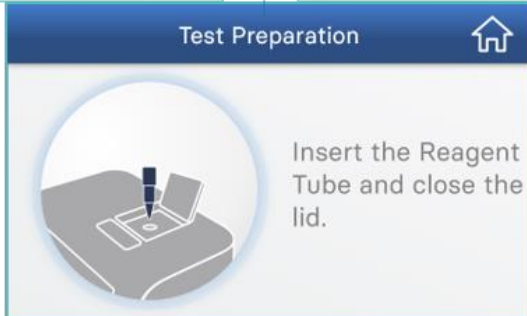 Test Preparation
Insert the Reagent
Tube and close the
lid.